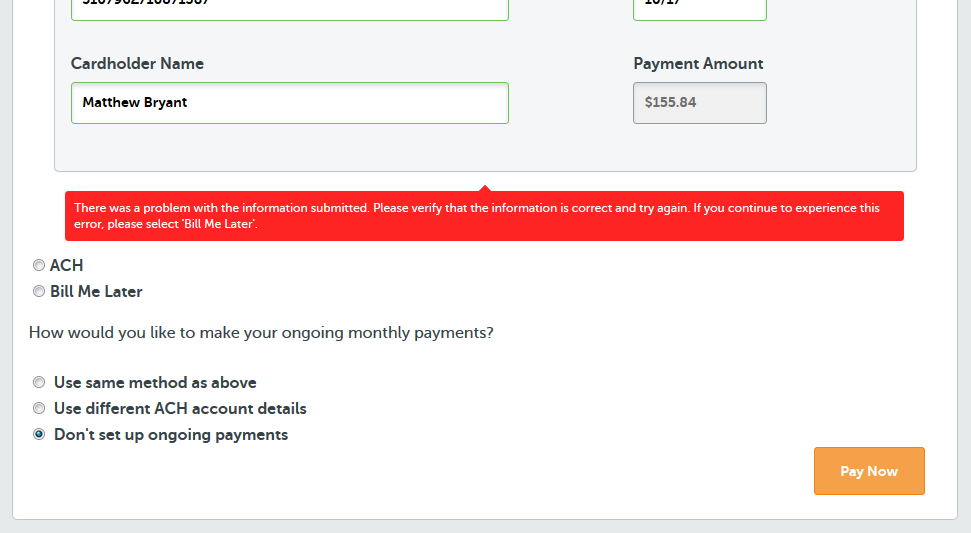 Cardholder Name
Payment Amount
Matthew Bryant
$155.84
There was a problem with the information submitted. Please verify that the information is correct and try again. If you continue to experience this
error, please select 'Bill Me Later'.
ACH
Bill Me Later
How would you like to make your ongoing monthly payments?
Use same method as above
Use different ACH account details
Don't set up ongoing payments
Pay Now